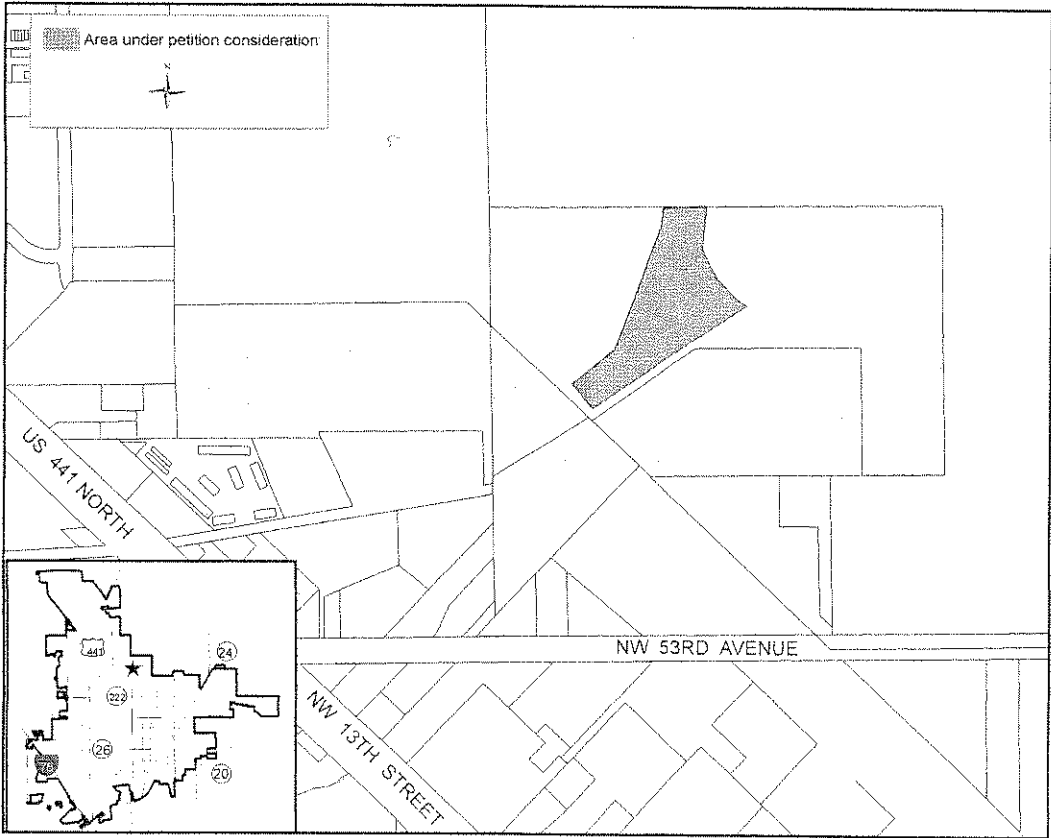 Area under petition consideration
N
US 441 NORTH
NW 53RD AVENUE
NW 13TH STREET
441
24
222
26
20